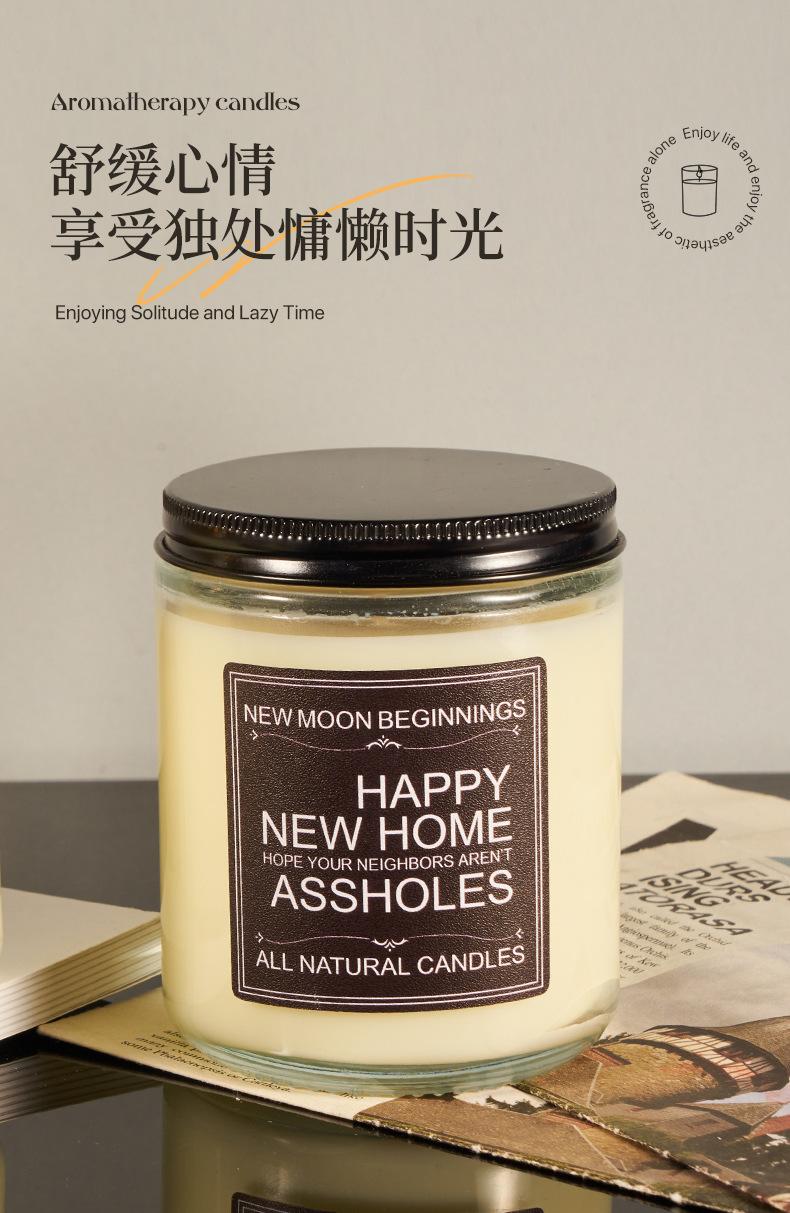 Aromatherapy candles
舒缓心情
享受独处慵懒时光
Enjoying Solitude and Lazy Time
Enjoy life and enjoy the aesthetic of fragrance alone
NEW MOON BEGINNINGS
HAPPY
NEW HOME
HOPE YOUR NEIGHBORS AREN'T
ASSHOLES
ALL NATURAL CANDLES